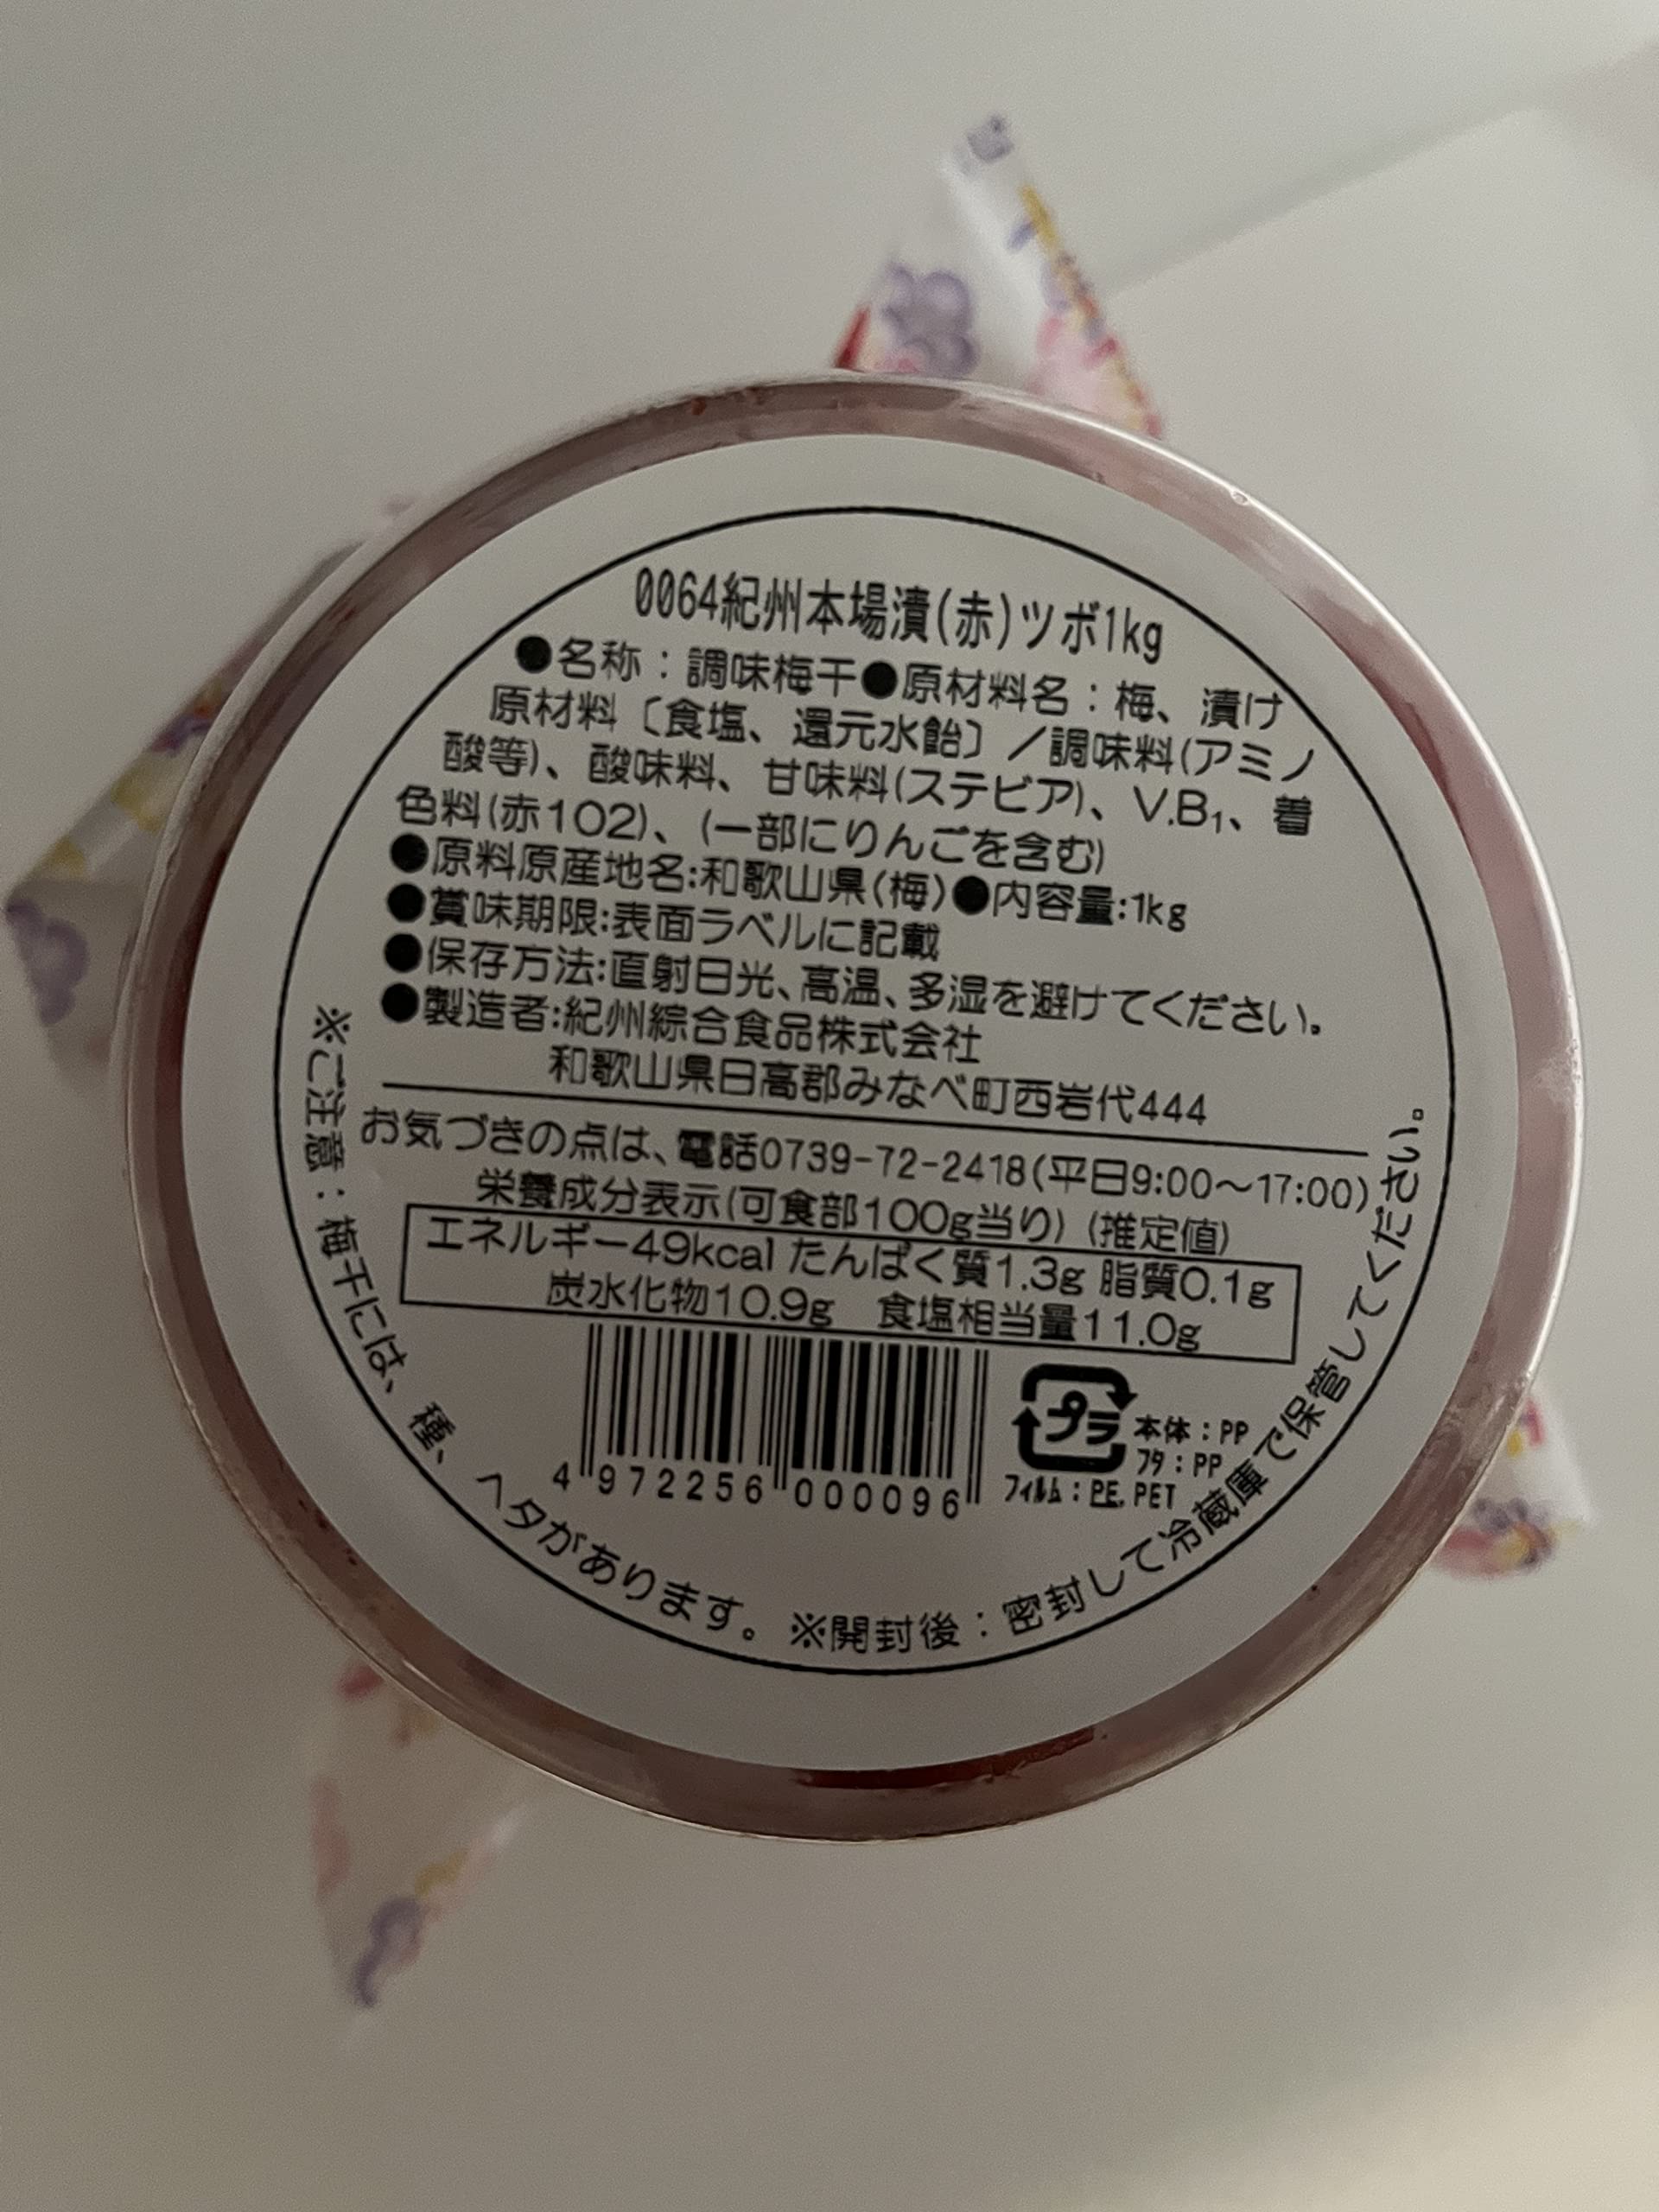 0064紀州本場漬(赤)ツボ1kg
●名称：調味梅干●原材料名：梅、漬け
原材料〔食塩、還元水飴〕／調味料(アミノ
酸等)、酸味料、甘味料(ステビア)、V.B₁、着
色料(赤102)、(一部にりんごを含む)
●原料原産地名:和歌山県(梅)●内容量:1kg
●賞味期限:表面ラベルに記載
●保存方法:直射日光、高温、多湿を避けてください。
●製造者:紀州綜合食品株式会社
和歌山県日高郡みなべ町西岩代444
お気づきの点は、電話0739-72-2418(平日9:00〜17:00)
栄養成分表示(可食部100g当り)(推定値)
エネルギー49kcal たんぱく質1.3g 脂質0.1g
炭水化物10.9g 食塩相当量11.0g
4 972256 000096
プラ
本体：PP
フタ：PP
フィルム：PE, PET
※ご注意：梅干には、種、ヘタがあります。※開封後：密封して冷蔵庫で保管してください。